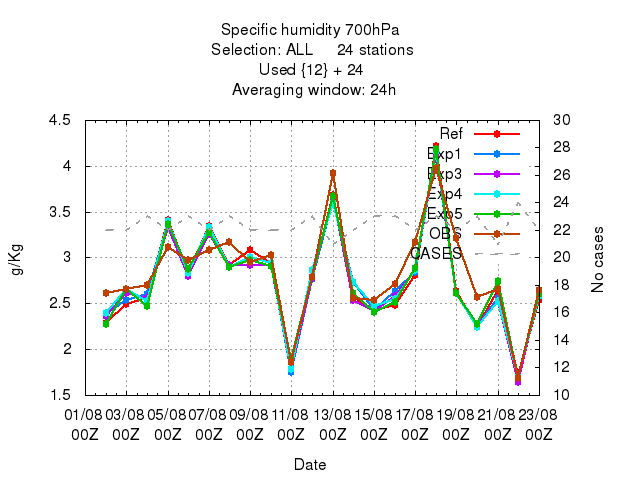 Specific humidity 700hPa
Selection: ALL 24 stations
Used {12} + 24
Averaging window: 24h
4.5
4
3.5
3
2.5
2
1.5
g/Kg
30
28
26
24
22
20
18
16
14
12
10
No cases
Ref
Exp1
Exp3
Exp4
Exp5
OBS
CASES
01/08 03/08 05/08 07/08 09/08 11/08 13/08 15/08 17/08 19/08 21/08 23/08
00Z 00Z 00Z 00Z 00Z 00Z 00Z 00Z 00Z 00Z 00Z 00Z
Date